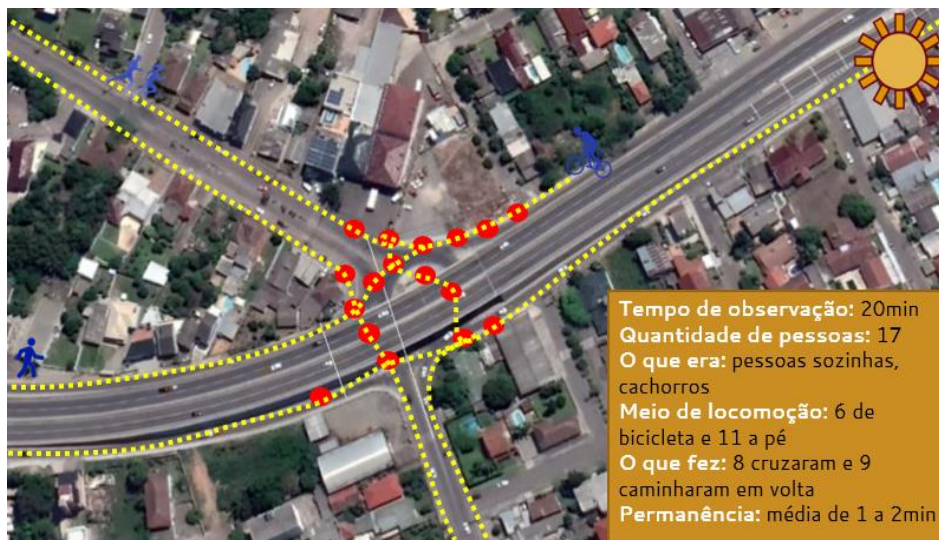 Tempo de observação: 20min
Quantidade de pessoas: 17
O que era: pessoas sozinhas,
cachorros
Meio de locomoção: 6 de
bicicleta e 11 a pé
O que fez: 8 cruzaram e 9
caminharam em volta
Permanência: média de 1 a 2min